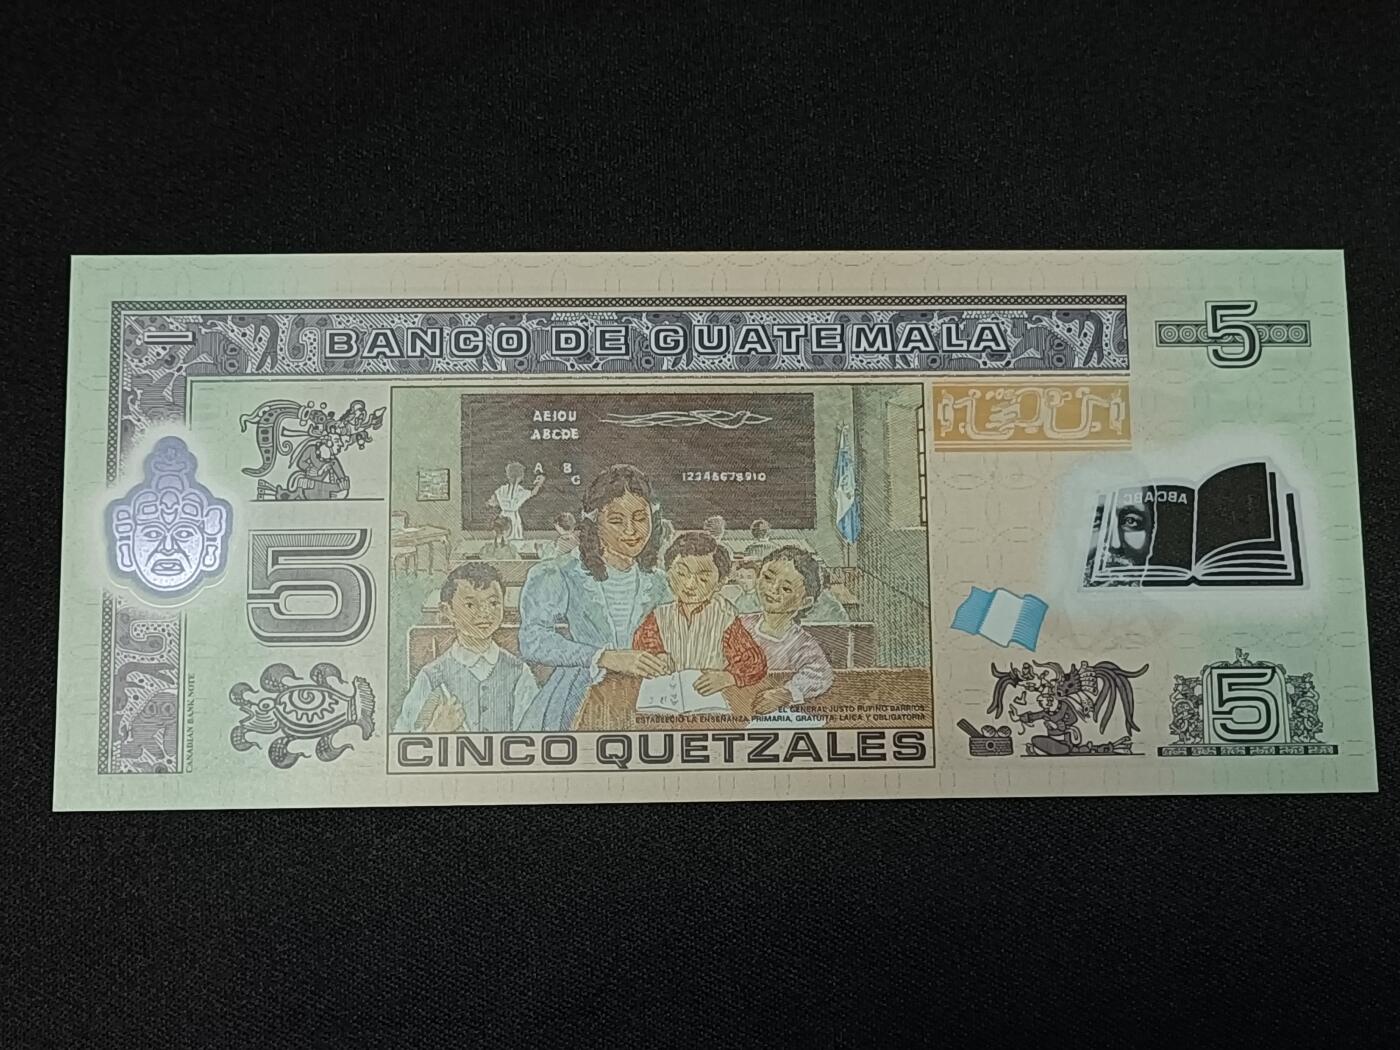 BANCO DE GUATEMALA
5
AEIOU
ABCDE
A B
C
12345678910
ABCABC
5
CANADIAN BANK NOTE
EL GENERAL JUSTO RUFINO BARRIOS
ESTABLECIÓ LA ENSEÑANZA PRIMARIA, GRATUITA, LAICA Y OBLIGATORIA
CINCO QUETZALES
5